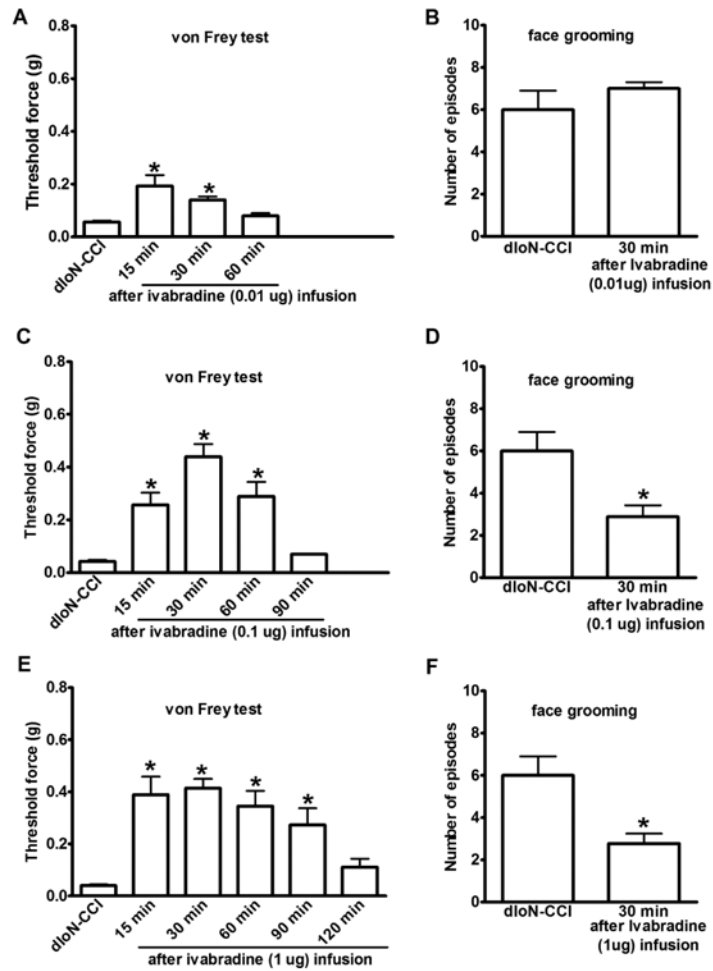 A
von Frey test
Threshold force (g)
0.8
0.6
0.4
0.2
0.0
*
*
dIoN-CCI
15 min
30 min
60 min
after ivabradine (0.01 ug) infusion
B
face grooming
Number of episodes
10
8
6
4
2
0
dIoN-CCI
30 min
after Ivabradine
(0.01ug) infusion
C
von Frey test
Threshold force (g)
0.8
0.6
0.4
0.2
0.0
*
*
*
dIoN-CCI
15 min
30 min
60 min
90 min
after ivabradine (0.1 ug) infusion
D
face grooming
Number of episodes
10
8
6
4
2
0
*
dIoN-CCI
30 min
after Ivabradine
(0.1 ug) infusion
E
von Frey test
Threshold force (g)
0.8
0.6
0.4
0.2
0.0
*
*
*
*
dIoN-CCI
15 min
30 min
60 min
90 min
120 min
after ivabradine (1 ug) infusion
F
face grooming
Number of episodes
10
8
6
4
2
0
*
dIoN-CCI
30 min
after Ivabradine
(1ug) infusion